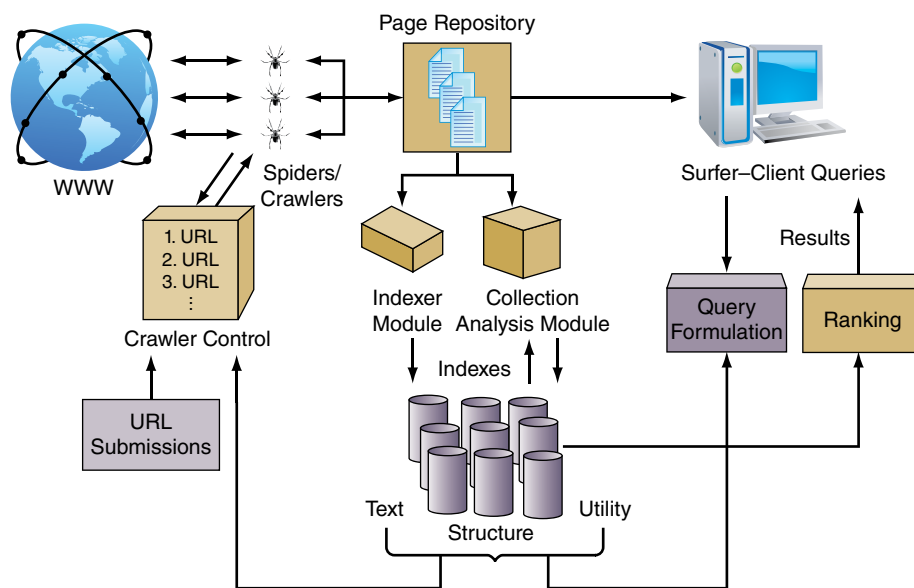 Page Repository
WWW
Spiders/
Crawlers
Surfer–Client Queries
1. URL
2. URL
3. URL
⋮
Crawler Control
Indexer
Module
Collection
Analysis Module
Results
Query
Formulation
Ranking
Indexes
URL
Submissions
Text
Structure
Utility